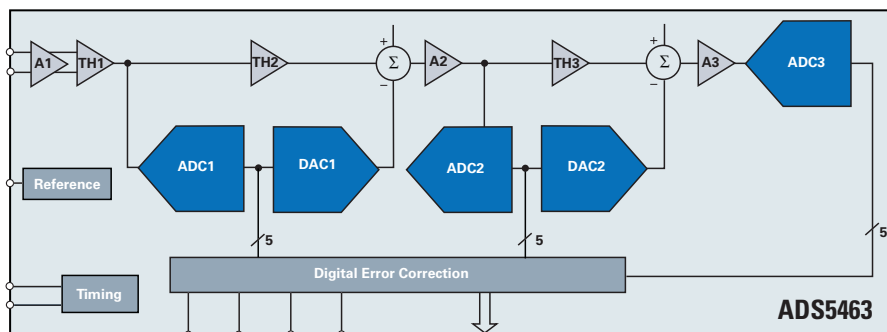 A1 TH1 TH2 + Σ − A2 TH3 + Σ − A3 ADC3
ADC1 DAC1 ADC2 DAC2
Reference
5 5 5
Digital Error Correction
Timing
ADS5463